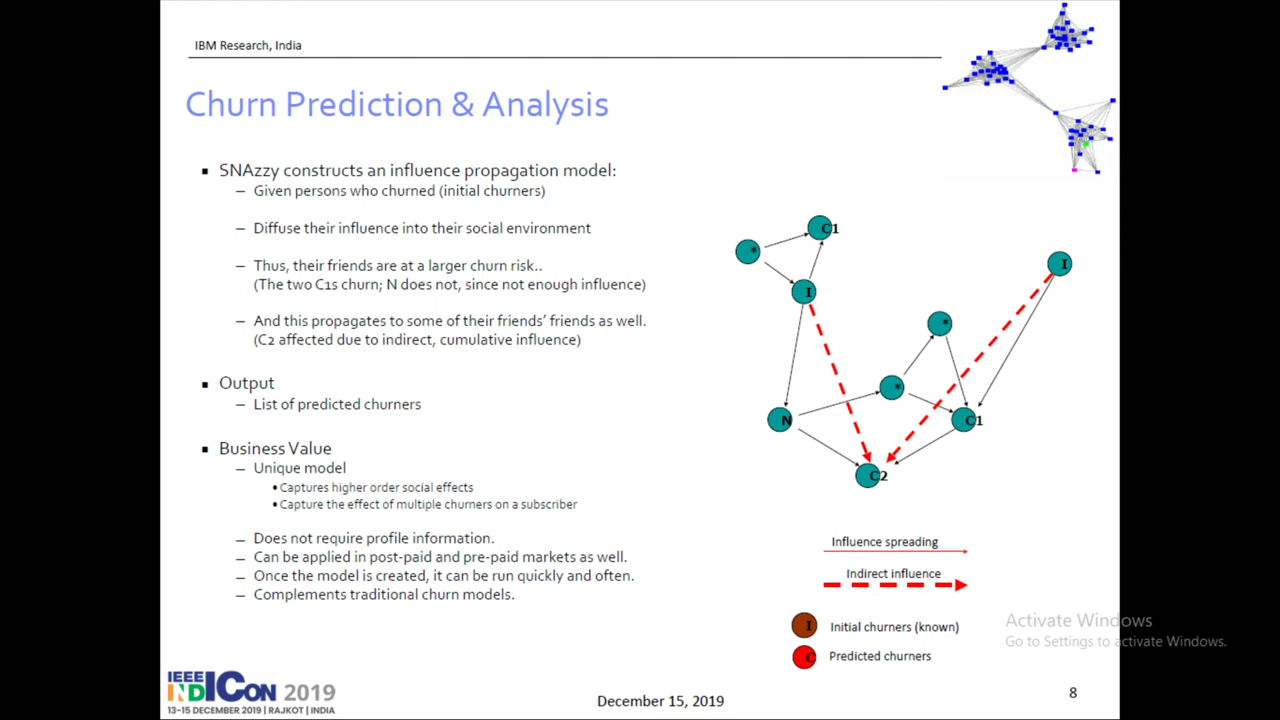 IBM Research, India
Churn Prediction & Analysis
▪ SNAzzy constructs an influence propagation model:
– Given persons who churned (initial churners)
– Diffuse their influence into their social environment
– Thus, their friends are at a larger churn risk..
(The two C1s churn; N does not, since not enough influence)
– And this propagates to some of their friends' friends as well.
(C2 affected due to indirect, cumulative influence)
▪ Output
– List of predicted churners
▪ Business Value
– Unique model
• Captures higher order social effects
• Capture the effect of multiple churners on a subscriber
– Does not require profile information.
– Can be applied in post-paid and pre-paid markets as well.
– Once the model is created, it can be run quickly and often.
– Complements traditional churn models.
C1
*
I
I
*
*
N
C1
C2
Influence spreading
Indirect influence
I Initial churners (known)
C Predicted churners
Activate Windows
Go to Settings to activate Windows.
IEEE
INDICon 2019
13-15 DECEMBER 2019 | RAJKOT | INDIA
December 15, 2019
8